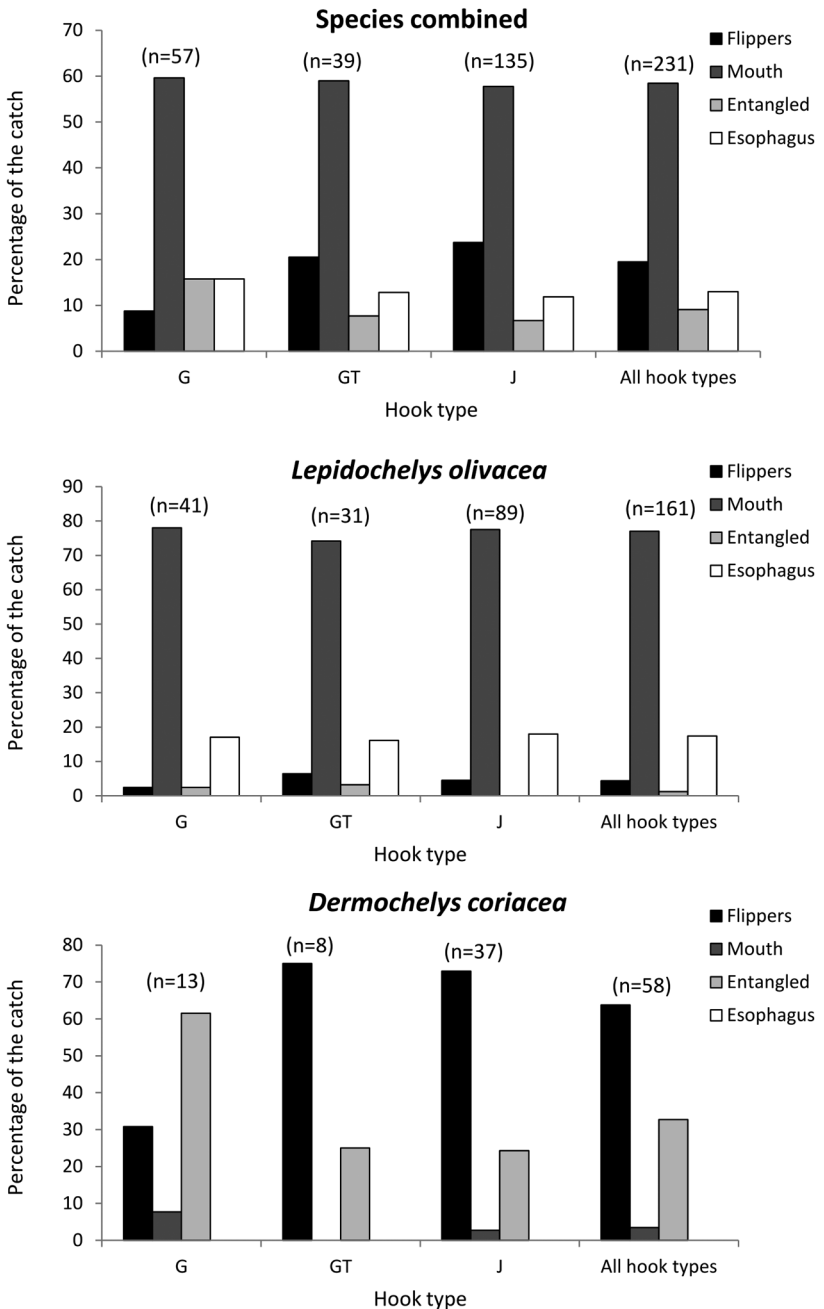 Species combined
(n=57) (n=39) (n=135) (n=231)
Flippers
Mouth
Entangled
Esophagus
Percentage of the catch
70
60
50
40
30
20
10
0
G GT J All hook types
Hook type
Lepidochelys olivacea
(n=41) (n=31) (n=89) (n=161)
Flippers
Mouth
Entangled
Esophagus
Percentage of the catch
90
80
70
60
50
40
30
20
10
0
G GT J All hook types
Hook type
Dermochelys coriacea
(n=13) (n=8) (n=37) (n=58)
Flippers
Mouth
Entangled
Esophagus
Percentage of the catch
80
70
60
50
40
30
20
10
0
G GT J All hook types
Hook type